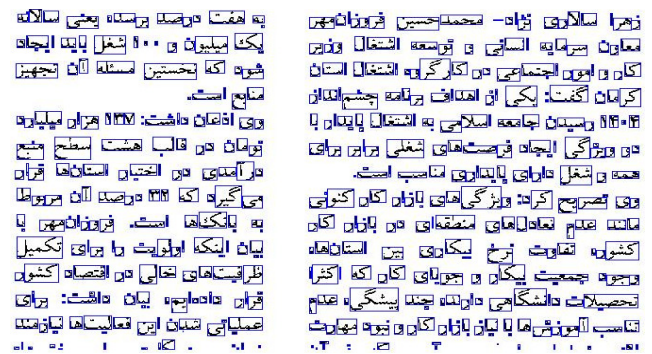 زهرا سالاری نژاد- محمدحسین فروزان‌مهر
معاون سرمایه انسانی و توسعه اشتغال وزیر
کار و امور اجتماعی در کارگروه اشتغال استان
کرمان گفت: یکی از اهداف برنامه چشم‌انداز
۱۴۰۴ رسیدن جامعه اسلامی به اشتغال پایدار با
دو ویژگی ایجاد فرصت‌های شغلی برابر برای
همه و شغل دارای پایداری مناسب است.
وی تصریح کرد: ویژگی‌های بازار کار کنونی
مانند عدم تعادل‌های منطقه‌ای در بازار کار
کشور، تفاوت نرخ بیکاری بین استان‌ها،
وجود جمعیت بیکار و جویای کار که اکثرا
تحصیلات دانشگاهی دارند، چند پیشگی، عدم
تناسب آموزش‌ها با نیاز بازار کار و نبود مهارت
به هفت درصد برسد، یعنی سالانه
یک میلیون و ۱۰۰ شغل باید ایجاد
شود که نخستین مسئله آن تجهیز
منابع است.
وی اذعان داشت: ۱۳۷ هزار میلیارد
تومان در قالب هشت سطح منبع
درآمدی در اختیار استان‌ها قرار
می‌گیرد که ۳۲ درصد آن مربوط
به بانک‌ها است. فروزان‌مهر با
بیان اینکه اولویت را برای تکمیل
ظرفیت‌های خالی در اقتصاد کشور
قرار داده‌ایم، بیان داشت: برای
عملیاتی شدن این فعالیت‌ها نیازمند